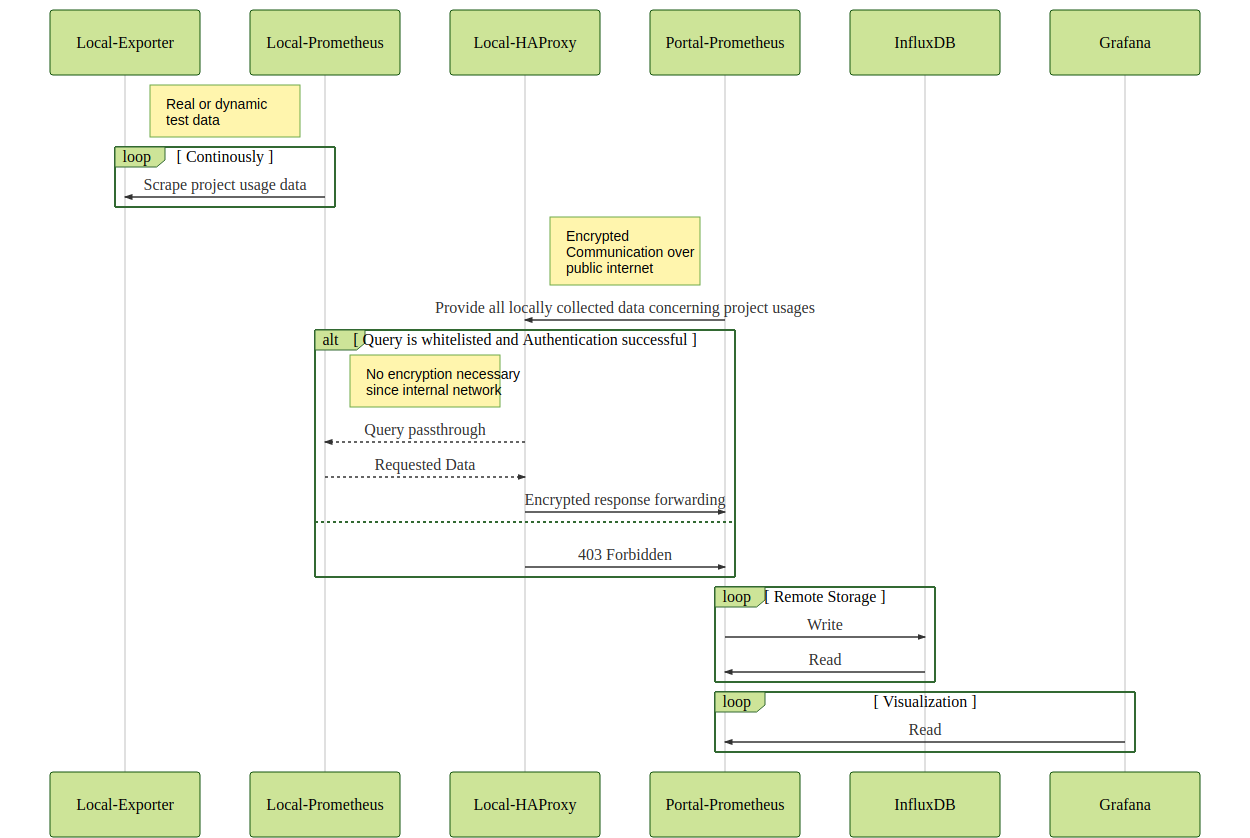 Local-Exporter
Local-Prometheus
Local-HAProxy
Portal-Prometheus
InfluxDB
Grafana
Real or dynamic
test data
loop
[ Continously ]
Scrape project usage data
Encrypted
Communication over
public internet
Provide all locally collected data concerning project usages
alt
[ Query is whitelisted and Authentication successful ]
No encryption necessary
since internal network
Query passthrough
Requested Data
Encrypted response forwarding
403 Forbidden
loop
[ Remote Storage ]
Write
Read
loop
[ Visualization ]
Read
Local-Exporter
Local-Prometheus
Local-HAProxy
Portal-Prometheus
InfluxDB
Grafana